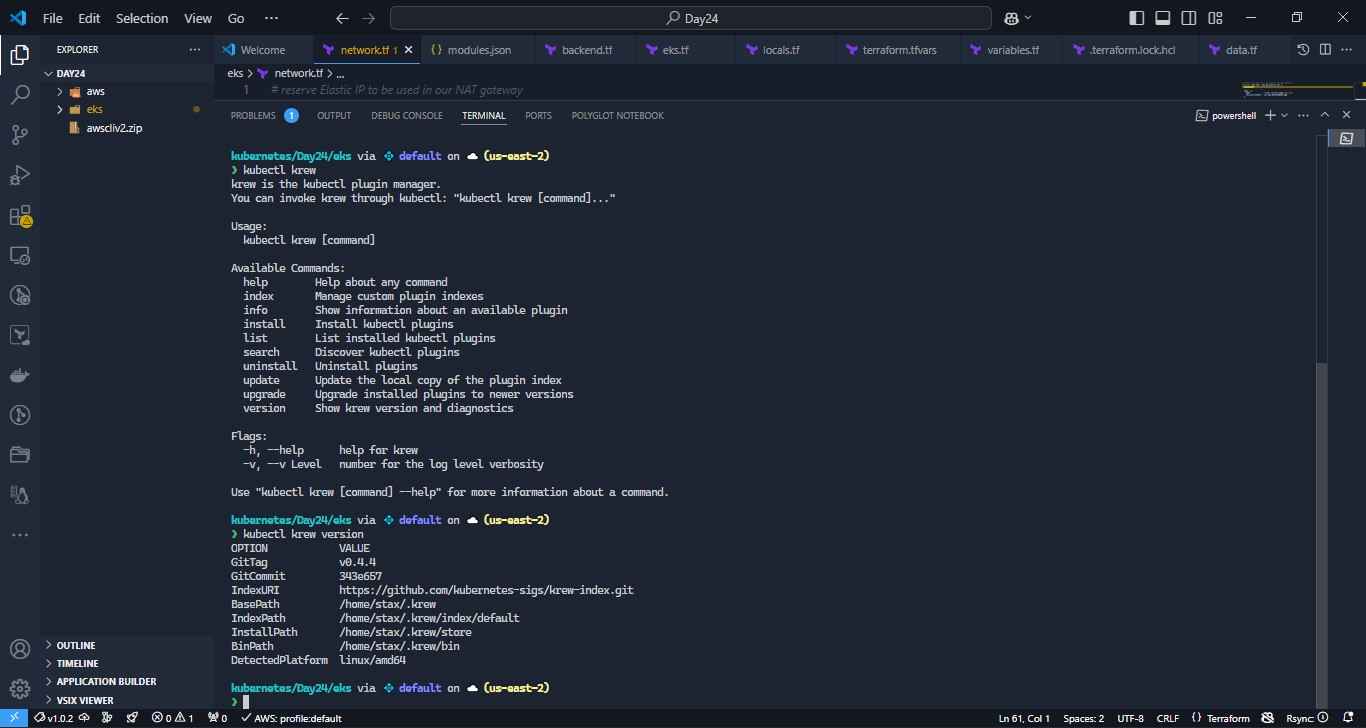 File Edit Selection View Go ... Day24
EXPLORER ...
DAY24
aws
eks
awscliv2.zip
OUTLINE
TIMELINE
APPLICATION BUILDER
VSIX VIEWER
Welcome network.tf 1 modules.json backend.tf eks.tf locals.tf terraform.tfvars variables.tf .terraform.lock.hcl data.tf
eks > network.tf > ...
1 # reserve Elastic IP to be used in our NAT gateway
PROBLEMS 1 OUTPUT DEBUG CONSOLE TERMINAL PORTS POLYGLOT NOTEBOOK powershell
kubernetes/Day24/eks via default on (us-east-2)
❯ kubectl krew
krew is the kubectl plugin manager.
You can invoke krew through kubectl: "kubectl krew [command]..."
Usage:
kubectl krew [command]
Available Commands:
help Help about any command
index Manage custom plugin indexes
info Show information about an available plugin
install Install kubectl plugins
list List installed kubectl plugins
search Discover kubectl plugins
uninstall Uninstall plugins
update Update the local copy of the plugin index
upgrade Upgrade installed plugins to newer versions
version Show krew version and diagnostics
Flags:
-h, --help help for krew
-v, --v Level number for the log level verbosity
Use "kubectl krew [command] --help" for more information about a command.
kubernetes/Day24/eks via default on (us-east-2)
❯ kubectl krew version
OPTION VALUE
GitTag v0.4.4
GitCommit 343e657
IndexURI https://github.com/kubernetes-sigs/krew-index.git
BasePath /home/stax/.krew
IndexPath /home/stax/.krew/index/default
InstallPath /home/stax/.krew/store
BinPath /home/stax/.krew/bin
DetectedPlatform linux/amd64
kubernetes/Day24/eks via default on (us-east-2)
❯
v1.0.2 0 1 0 AWS: profile:default Ln 61, Col 1 Spaces: 2 UTF-8 CRLF {} Terraform Rsync: